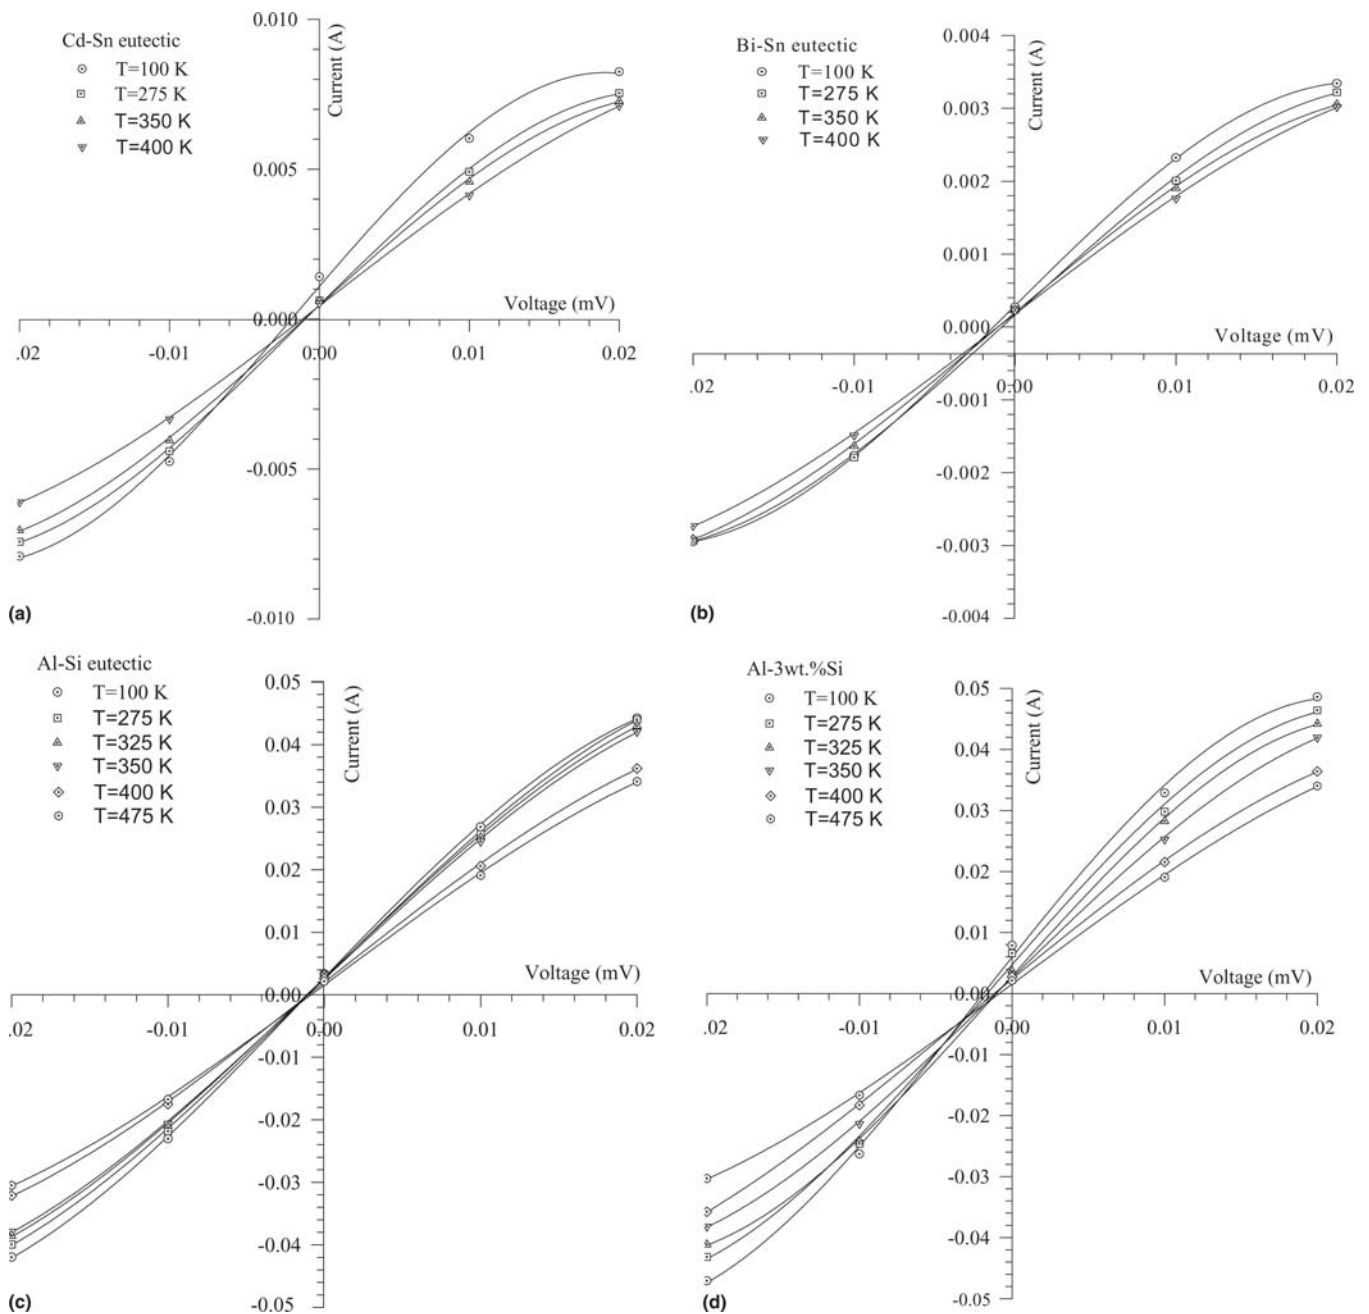 Cd-Sn eutectic
T=100 K
T=275 K
T=350 K
T=400 K
0.010
0.005
0.000
-0.005
-0.010
Current (A)
Voltage (mV)
.02
-0.01
0.00
0.01
0.02
(a)
Bi-Sn eutectic
T=100 K
T=275 K
T=350 K
T=400 K
0.004
0.003
0.002
0.001
0.000
-0.001
-0.002
-0.003
-0.004
Current (A)
Voltage (mV)
.02
-0.01
0.00
0.01
0.02
(b)
Al-Si eutectic
T=100 K
T=275 K
T=325 K
T=350 K
T=400 K
T=475 K
0.05
0.04
0.03
0.02
0.01
0.00
-0.01
-0.02
-0.03
-0.04
-0.05
Current (A)
Voltage (mV)
.02
-0.01
0.00
0.01
0.02
(c)
Al-3wt.%Si
T=100 K
T=275 K
T=325 K
T=350 K
T=400 K
T=475 K
0.05
0.04
0.03
0.02
0.01
0.00
-0.01
-0.02
-0.03
-0.04
-0.05
Current (A)
Voltage (mV)
.02
-0.01
0.00
0.01
0.02
(d)